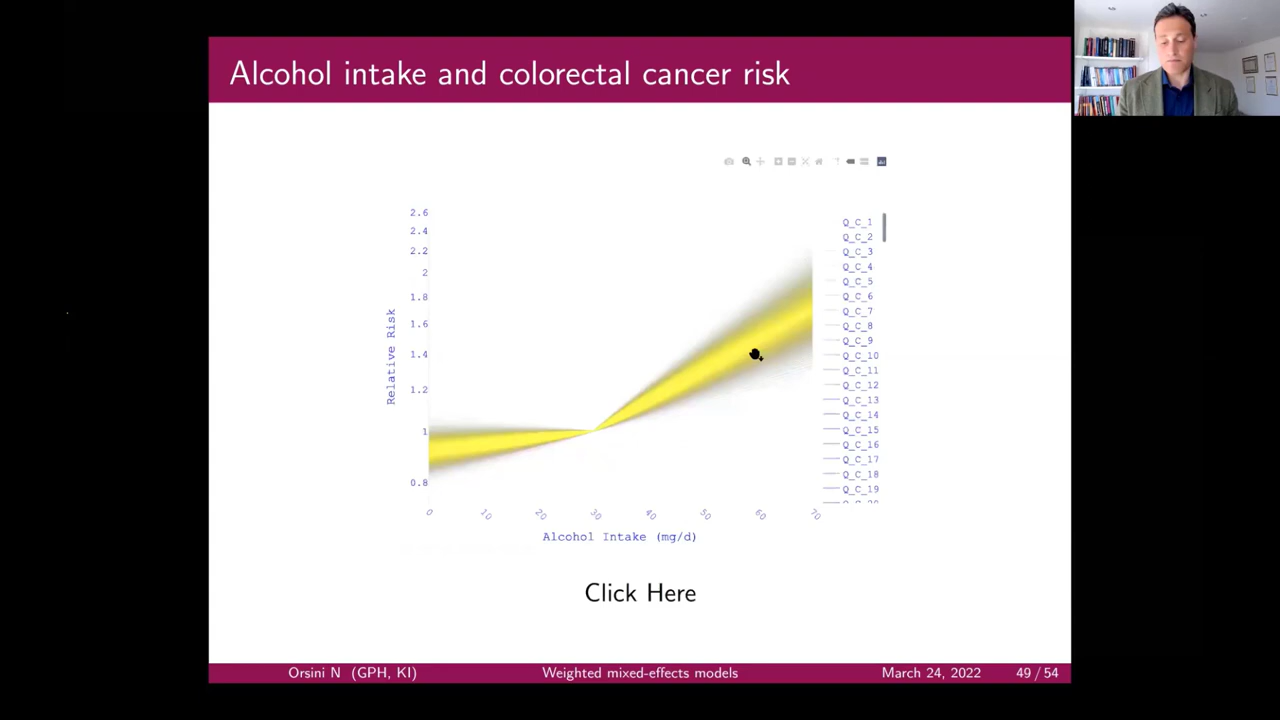 Alcohol intake and colorectal cancer risk
2.6
2.4
2.2
2
1.8
1.6
1.4
1.2
1
0.8
Relative Risk
0
10
20
30
40
50
60
70
Alcohol Intake (mg/d)
Q_C_1
Q_C_2
Q_C_3
Q_C_4
Q_C_5
Q_C_6
Q_C_7
Q_C_8
Q_C_9
Q_C_10
Q_C_11
Q_C_12
Q_C_13
Q_C_14
Q_C_15
Q_C_16
Q_C_17
Q_C_18
Q_C_19
Click Here
Orsini N (GPH, KI) Weighted mixed-effects models March 24, 2022 49 / 54